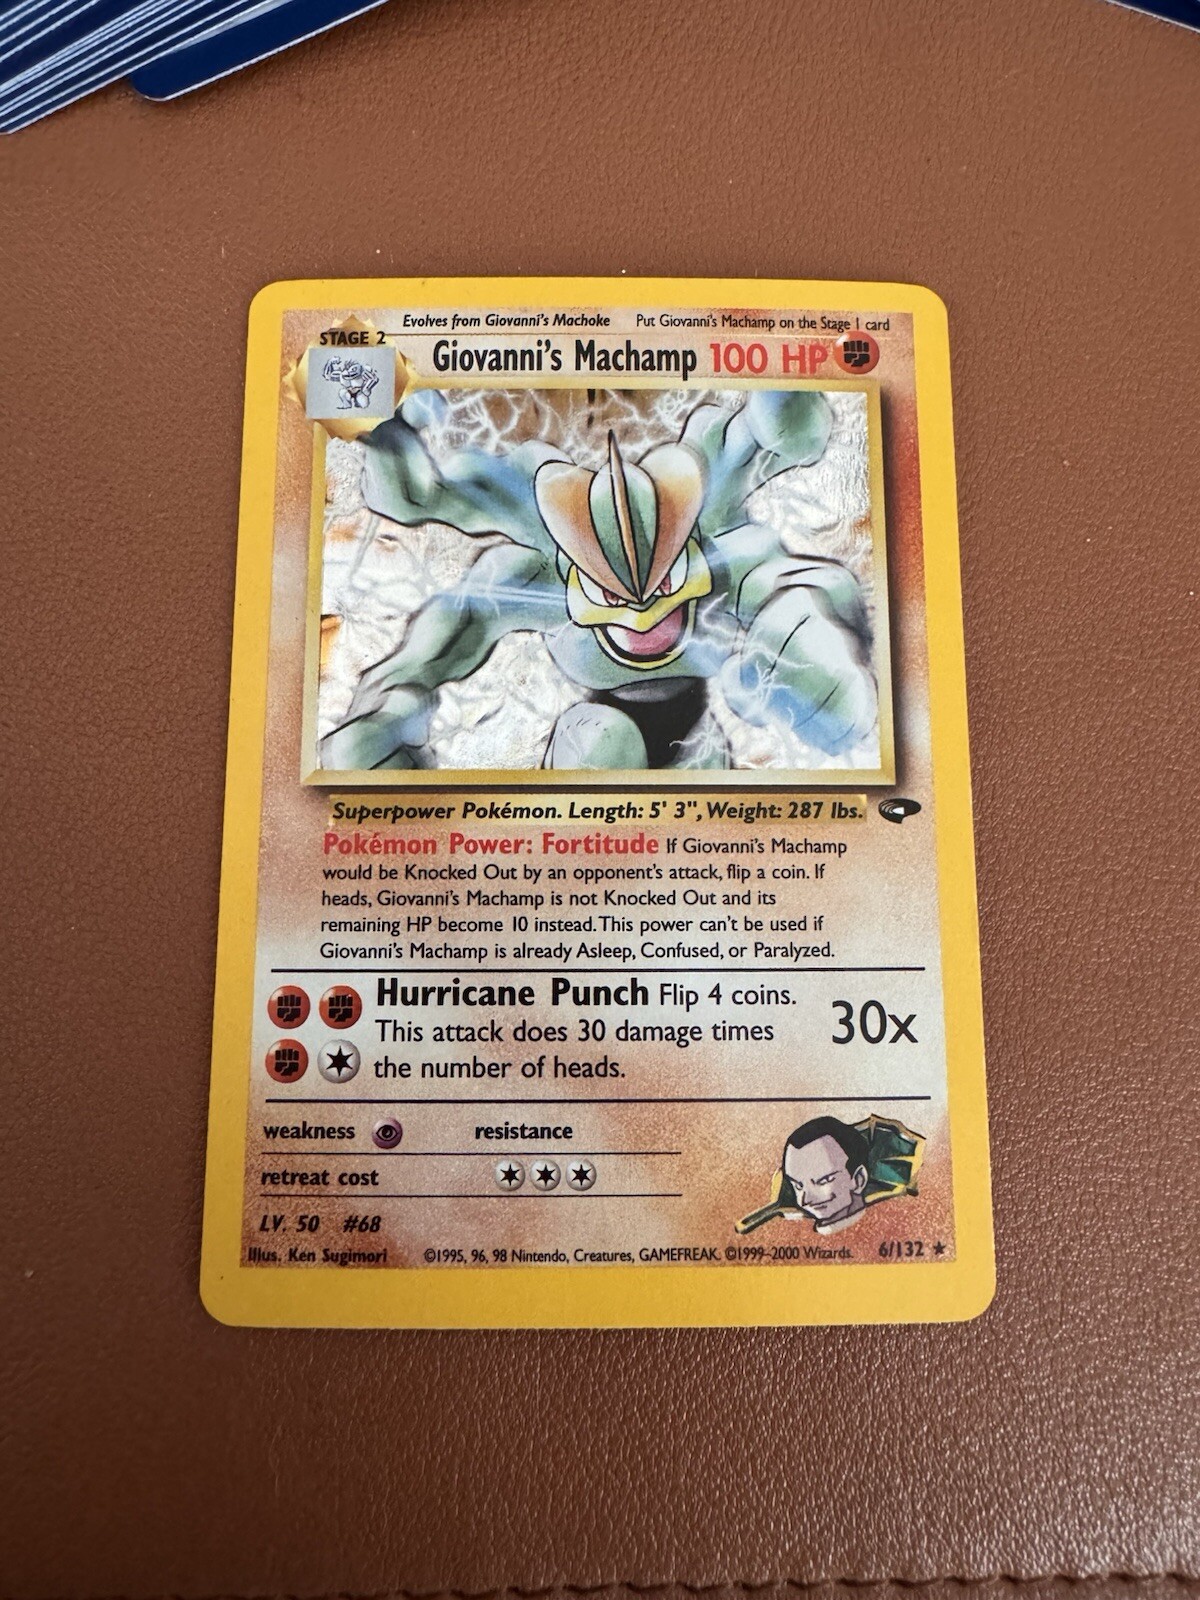 Evolves from Giovanni's Machoke Put Giovanni's Machamp on the Stage 1 card
STAGE 2
Giovanni's Machamp 100 HP
Superpower Pokémon. Length: 5' 3", Weight: 287 lbs.
Pokémon Power: Fortitude If Giovanni's Machamp
would be Knocked Out by an opponent's attack, flip a coin. If
heads, Giovanni's Machamp is not Knocked Out and its
remaining HP become 10 instead. This power can't be used if
Giovanni's Machamp is already Asleep, Confused, or Paralyzed.
Hurricane Punch Flip 4 coins.
This attack does 30 damage times
the number of heads.
30x
weakness resistance
retreat cost
LV. 50 #68
Illus. Ken Sugimori ©1995, 96, 98 Nintendo, Creatures, GAMEFREAK. ©1999-2000 Wizards. 6/132 ★